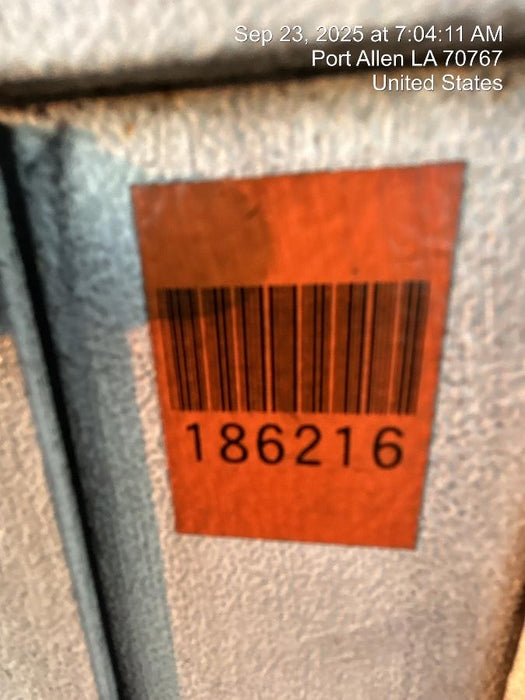 Sep 23, 2025 at 7:04:11 AM
Port Allen LA 70767
United States
186216